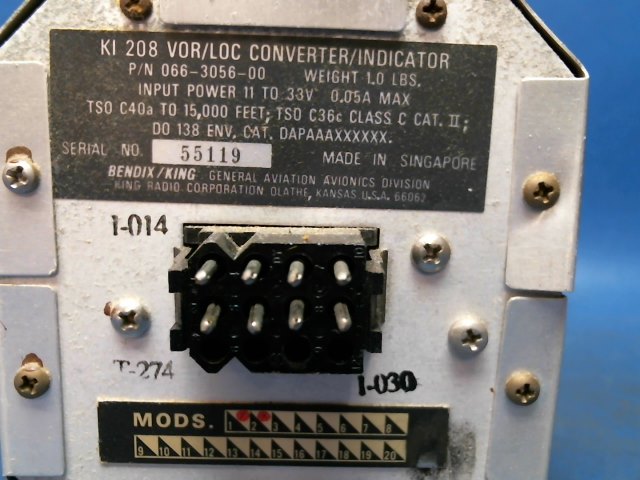 KI 208 VOR/LOC CONVERTER/INDICATOR
P/N 066-3056-00 WEIGHT 1.0 LBS.
INPUT POWER 11 TO 33V 0.05A MAX
TSO C40a TO 15,000 FEET; TSO C36c CLASS C CAT. II;
DO 138 ENV. CAT. DAPAAAXXXXXX.
SERIAL NO. 55119 MADE IN SINGAPORE
BENDIX/KING GENERAL AVIATION AVIONICS DIVISION
KING RADIO CORPORATION OLATHE, KANSAS U.S.A. 66062
I-014
T-274
I-030
MODS. 1 2 3 4 5 6 7 8
9 10 11 12 13 14 15 16 17 18 19 20